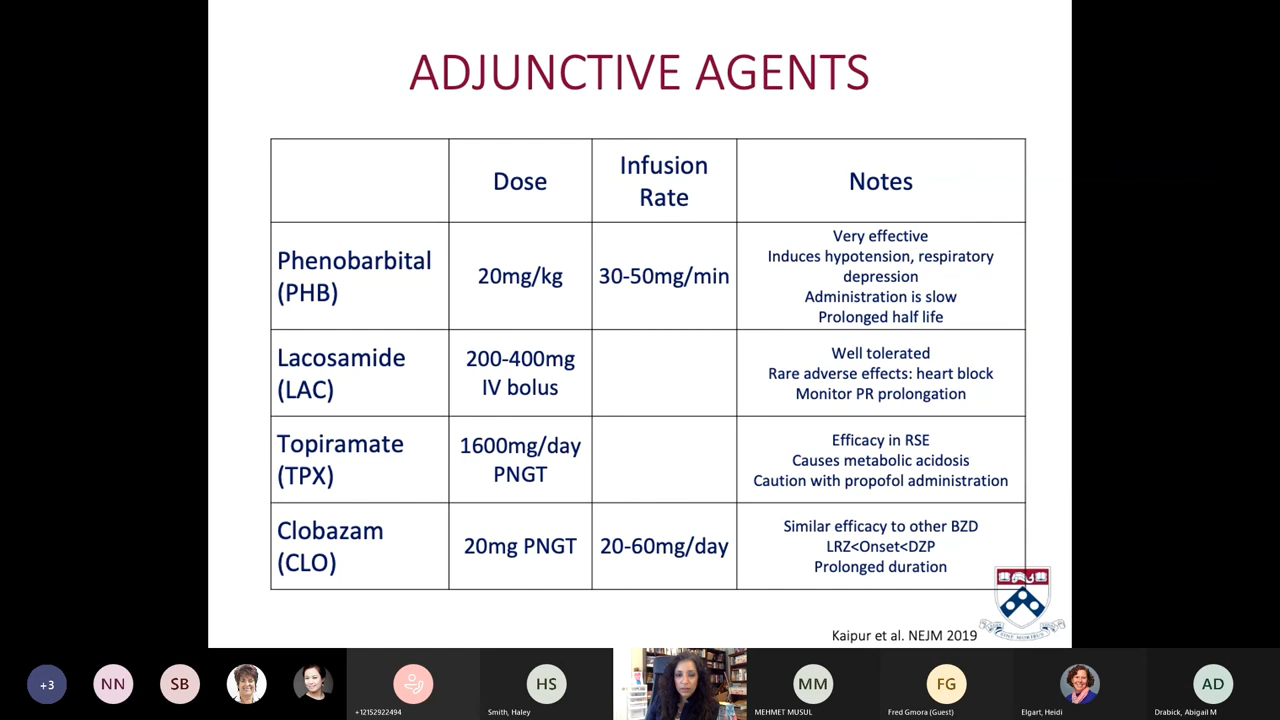 ADJUNCTIVE AGENTS
Dose
Infusion
Rate
Notes
Phenobarbital
(PHB)
20mg/kg
30-50mg/min
Very effective
Induces hypotension, respiratory
depression
Administration is slow
Prolonged half life
Lacosamide
(LAC)
200-400mg
IV bolus
Well tolerated
Rare adverse effects: heart block
Monitor PR prolongation
Topiramate
(TPX)
1600mg/day
PNGT
Efficacy in RSE
Causes metabolic acidosis
Caution with propofol administration
Clobazam
(CLO)
20mg PNGT
20-60mg/day
Similar efficacy to other BZD
LRZ<Onset<DZP
Prolonged duration
Kaipur et al. NEJM 2019
+3
NN
SB
+12152922494
HS
Smith, Haley
MM
MEHMET MUSUL
FG
Fred Gmora (Guest)
Elgart, Heidi
AD
Drabick, Abigail M